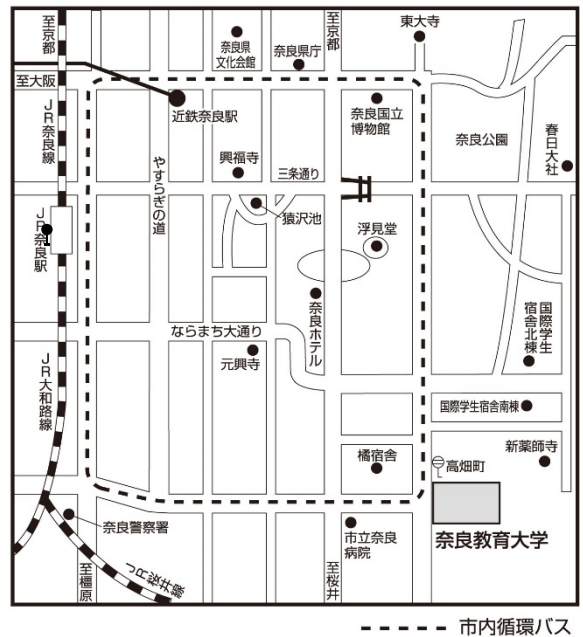 至京都
至京都
東大寺
奈良県
文化会館
奈良県庁
至大阪
近鉄奈良駅
奈良国立
博物館
奈良公園
春日大社
JR奈良線
やすらぎの道
興福寺
三条通り
猿沢池
浮見堂
JR奈良駅
奈良ホテル
ならまち大通り
元興寺
国際学生
宿舎北棟
JR大和路線
国際学生宿舎南棟
橘宿舎
高畑町
新薬師寺
奈良警察署
市立奈良
病院
奈良教育大学
至橿原
JR桜井線
至桜井
市内循環バス